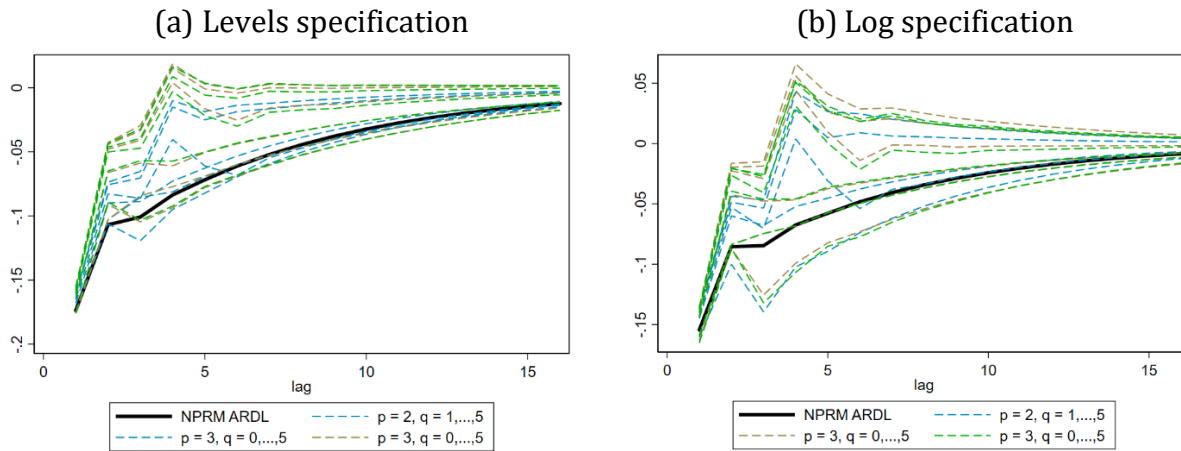 (a) Levels specification
(b) Log specification
0
-.05
-.1
-.15
-.2
0
5
10
15
lag
NPRM ARDL
p = 2, q = 1,...,5
p = 3, q = 0,...,5
p = 3, q = 0,...,5
.05
0
-.05
-.1
-.15
0
5
10
15
lag
NPRM ARDL
p = 2, q = 1,...,5
p = 3, q = 0,...,5
p = 3, q = 0,...,5